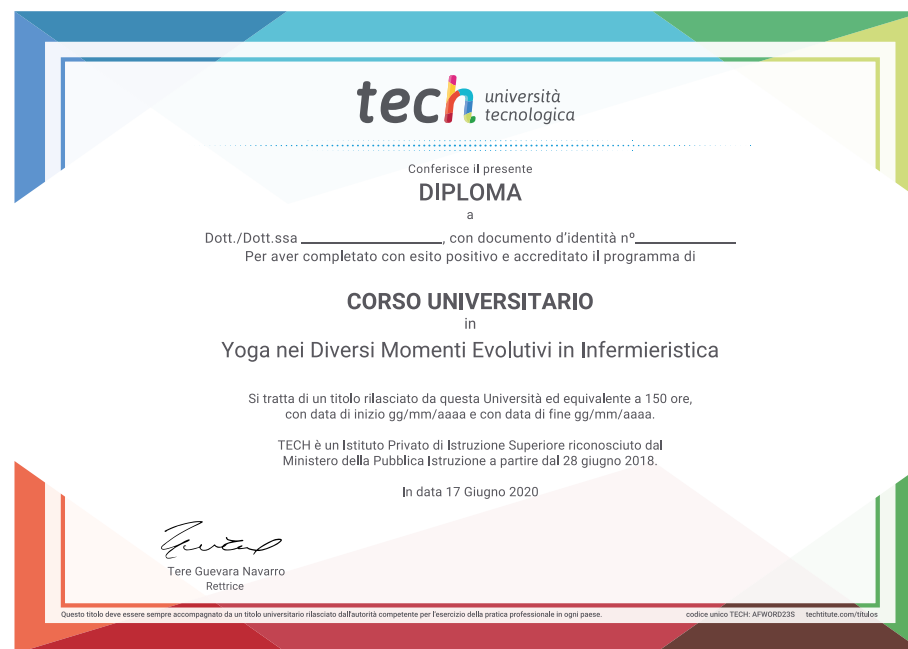 tech università
tecnologica
Conferisce il presente
DIPLOMA
a
Dott./Dott.ssa ____________________, con documento d'identità nº______________
Per aver completato con esito positivo e accreditato il programma di
CORSO UNIVERSITARIO
in
Yoga nei Diversi Momenti Evolutivi in Infermieristica
Si tratta di un titolo rilasciato da questa Università ed equivalente a 150 ore,
con data di inizio gg/mm/aaaa e con data di fine gg/mm/aaaa.
TECH è un Istituto Privato di Istruzione Superiore riconosciuto dal
Ministero della Pubblica Istruzione a partire dal 28 giugno 2018.
In data 17 Giugno 2020
Tere Guevara Navarro
Rettrice
Questo titolo deve essere sempre accompagnato da un titolo universitario rilasciato dall'autorità competente per l'esercizio della pratica professionale in ogni paese. codice unico TECH: AFWORD23S techtitute.com/titulos